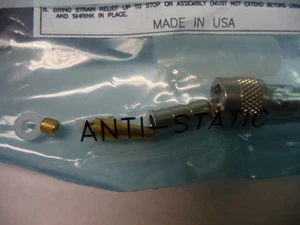 B. BRING STRAIN RELIEF UP TO STOP ON ASSEMBLY (MUST NOT EXTEND BEYOND
AND SHRINK IN PLACE.
MADE IN USA
ANTI-STATIC